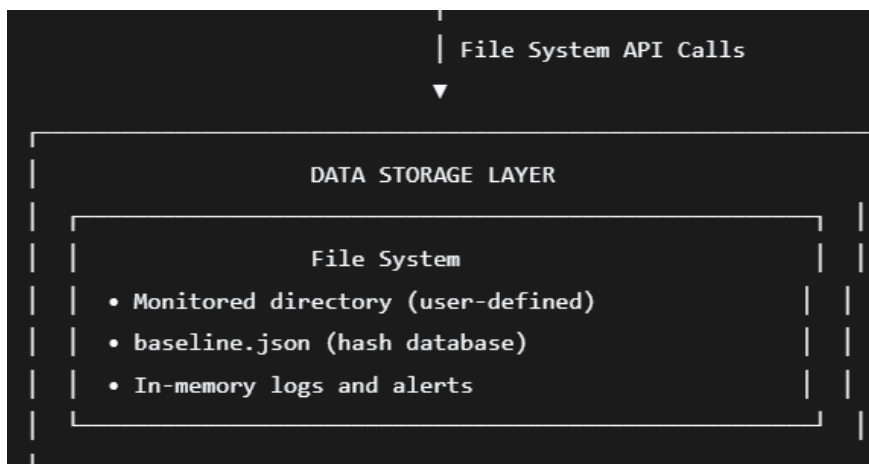 File System API Calls
DATA STORAGE LAYER
File System
• Monitored directory (user-defined)
• baseline.json (hash database)
• In-memory logs and alerts